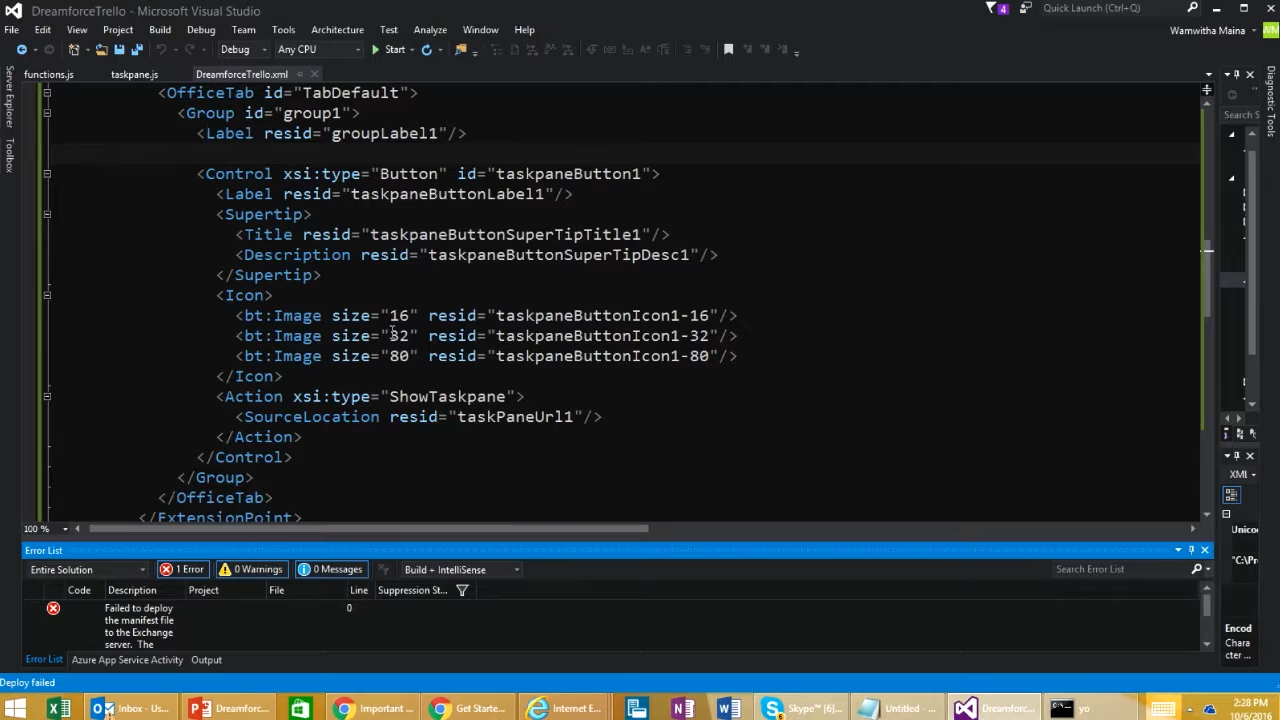 DreamforceTrello - Microsoft Visual Studio
4
Quick Launch (Ctrl+Q)
File Edit View Project Build Debug Team Tools Architecture Test Analyze Window Help
Wamwitha Maina
WM
Debug Any CPU Start
functions.js taskpane.js DreamforceTrello.xml
Server Explorer
Toolbox
Diagnostic Tools
Search S
<OfficeTab id="TabDefault">
<Group id="group1">
<Label resid="groupLabel1"/>
<Control xsi:type="Button" id="taskpaneButton1">
<Label resid="taskpaneButtonLabel1"/>
<Supertip>
<Title resid="taskpaneButtonSuperTipTitle1"/>
<Description resid="taskpaneButtonSuperTipDesc1"/>
</Supertip>
<Icon>
<bt:Image size="16" resid="taskpaneButtonIcon1-16"/>
<bt:Image size="32" resid="taskpaneButtonIcon1-32"/>
<bt:Image size="80" resid="taskpaneButtonIcon1-80"/>
</Icon>
<Action xsi:type="ShowTaskpane">
<SourceLocation resid="taskPaneUrl1"/>
</Action>
</Control>
</Group>
</OfficeTab>
</ExtensionPoint>
100 %
XML
Unico
"C:\Pr
Encod
Chara
cter ...
Error List
Entire Solution 1 Error 0 Warnings 0 Messages Build + IntelliSense Search Error List
Code Description Project File Line Suppression St...
Failed to deploy 0
the manifest file
to the Exchange
server. The
Error List Azure App Service Activity Output
Deploy failed
Inbox - Us... Dreamforc... Important ... Get Starte... Internet E... Skype™ [6]... Untitled - ... Dreamforc... yo
2:28 PM
10/6/2016